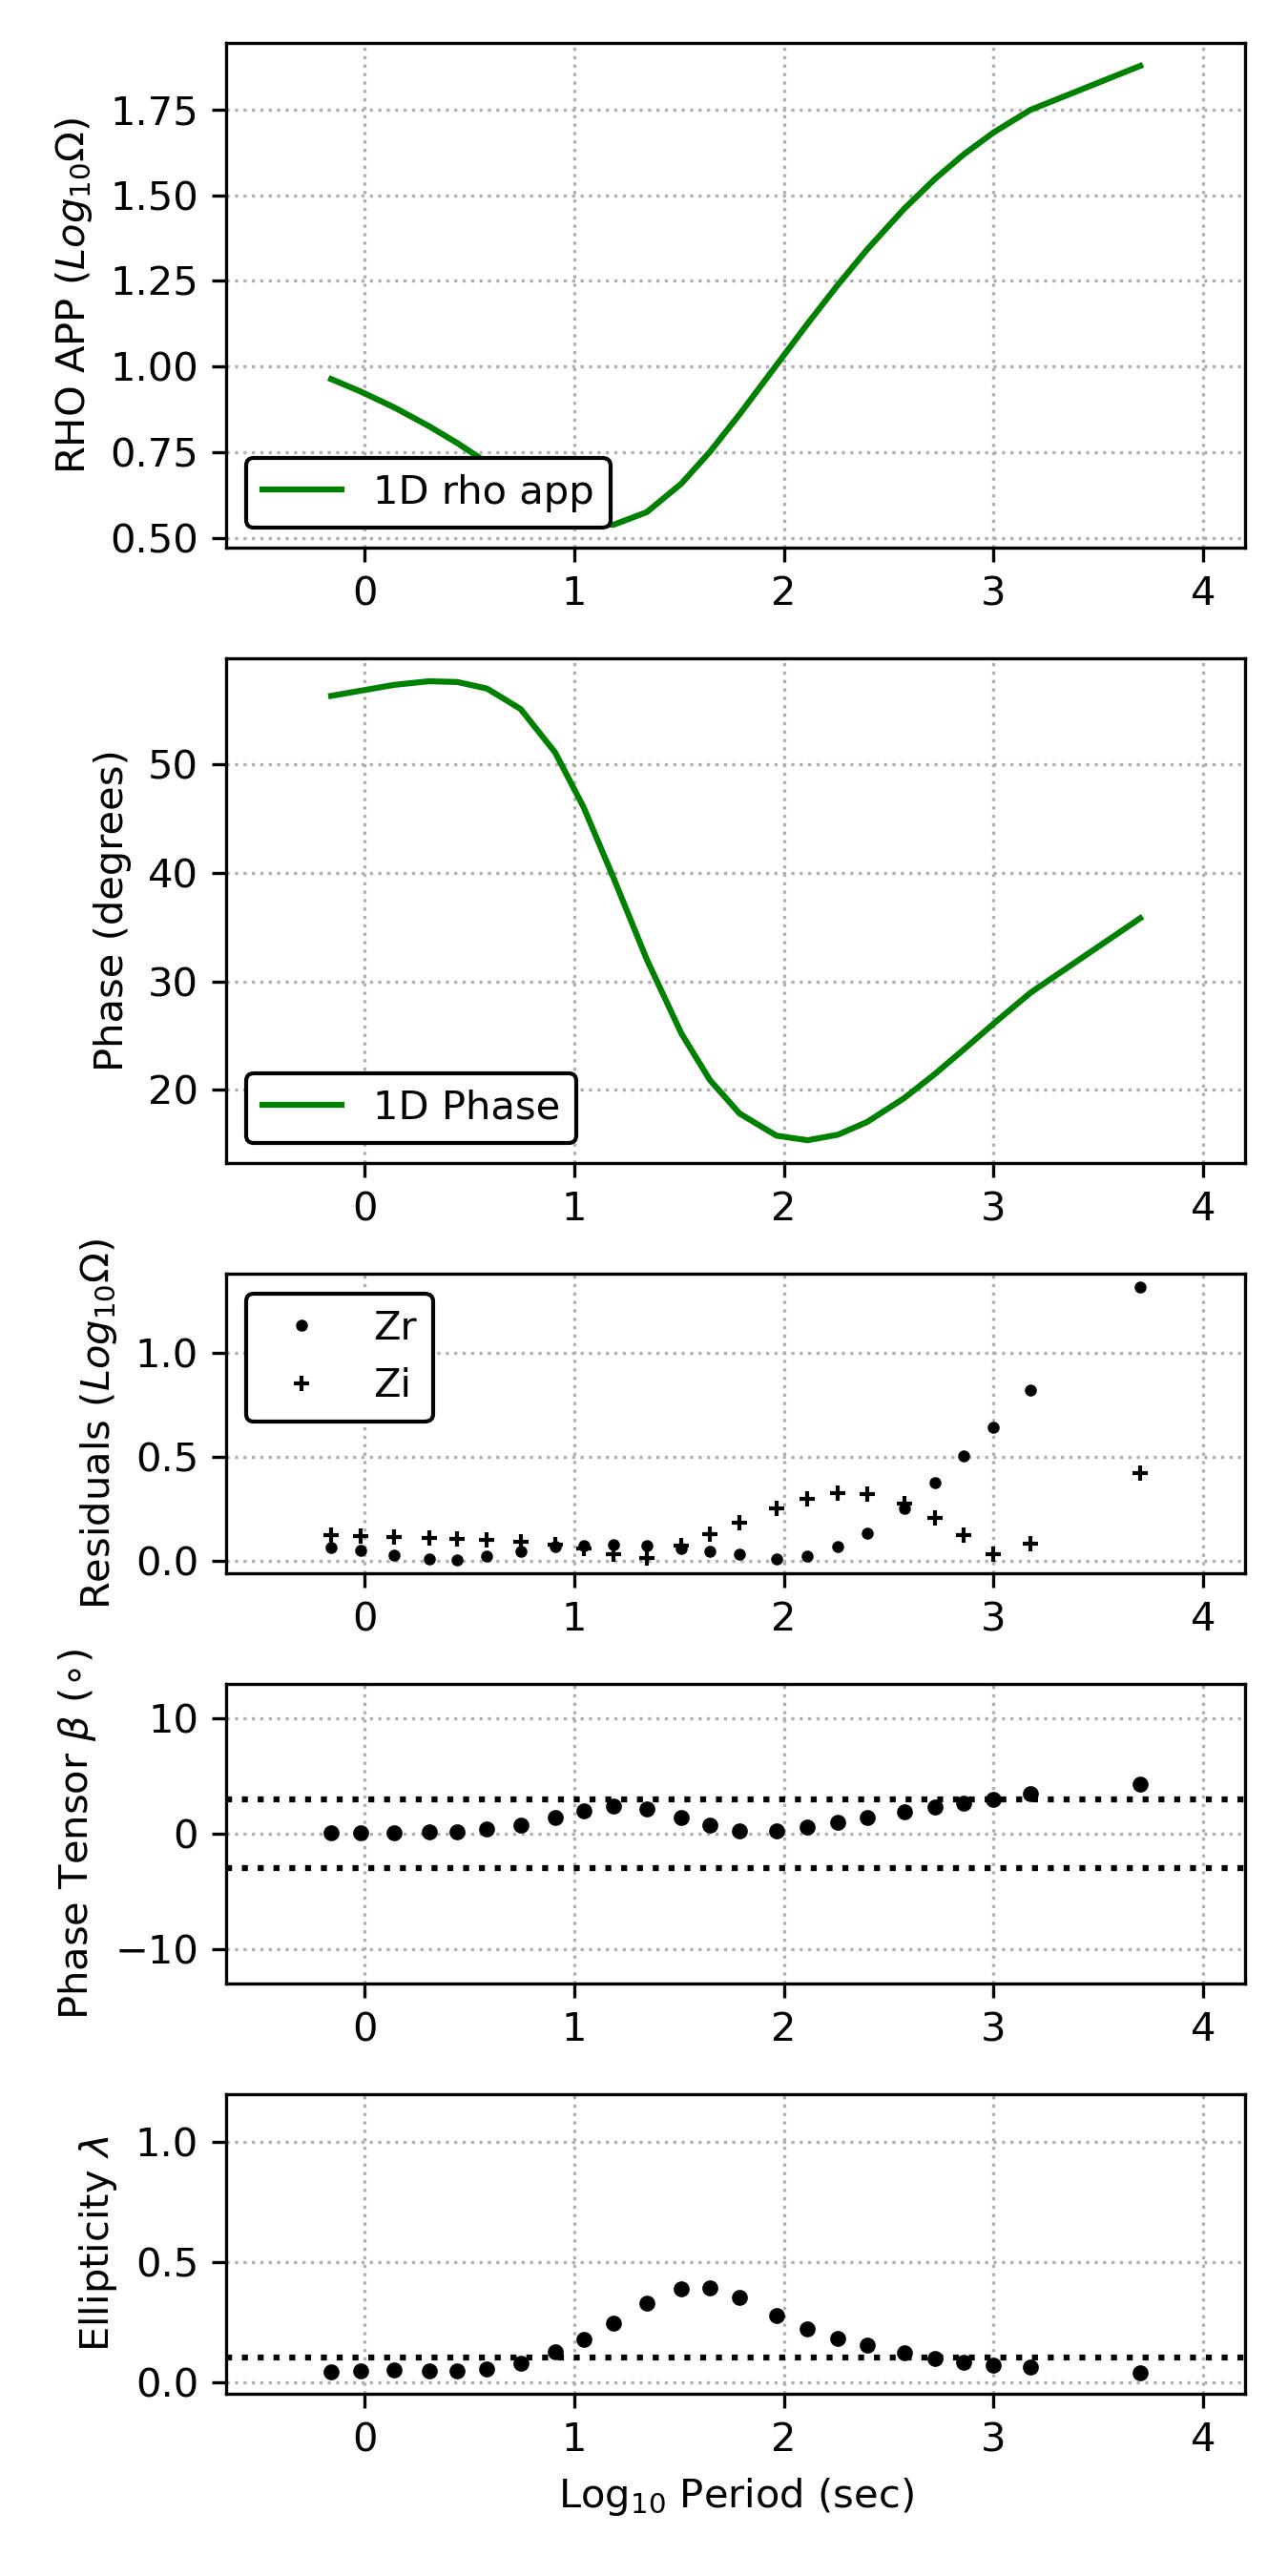 RHO APP (Log₁₀Ω)
1.75
1.50
1.25
1.00
0.75
0.50
1D rho app
0 1 2 3 4
Phase (degrees)
50
40
30
20
1D Phase
0 1 2 3 4
Residuals (Log₁₀Ω)
1.0
0.5
0.0
Zr
Zi
0 1 2 3 4
Phase Tensor β (∘)
10
0
−10
0 1 2 3 4
Ellipticity λ
1.0
0.5
0.0
0 1 2 3 4
Log₁₀ Period (sec)